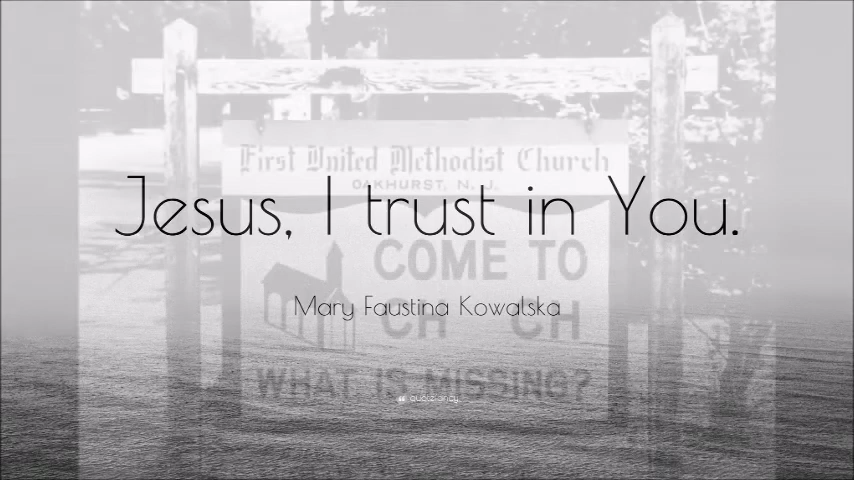 First United Methodist Church
OAKHURST, N. J.
Jesus, I trust in You.
COME TO
Mary Faustina Kowalska
CH CH
WHAT IS MISSING?
quotefancy